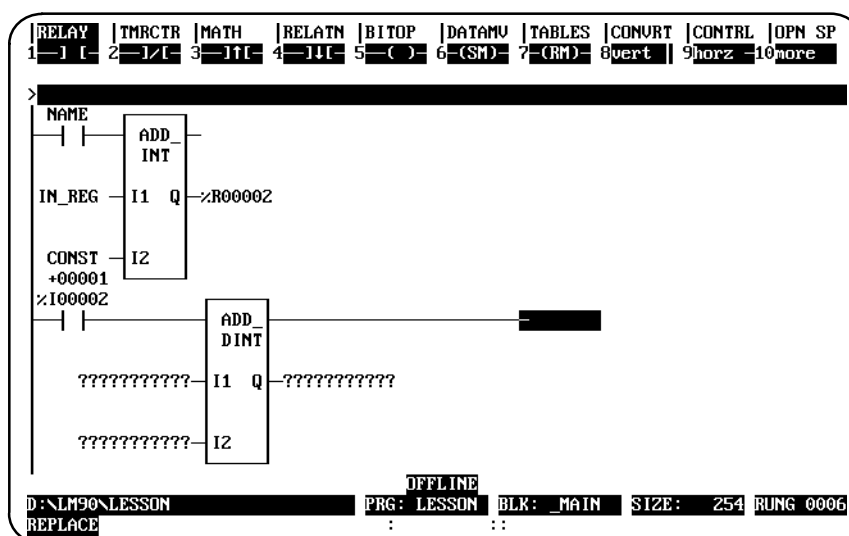 |RELAY |TMRCTR |MATH |RELATN |BITOP |DATAMV |TABLES |CONVRT |CONTRL |OPN SP
1—] [— 2—]/[— 3—]↑[— 4—]↓[— 5—( )— 6—(SM)— 7—(RM)— 8vert | 9horz —10more
>
NAME
ADD_
INT
IN_REG I1 Q %R00002
CONST I2
+00001
%I00002
ADD_
DINT
??????????? I1 Q ???????????
??????????? I2
OFFLINE
D:\LM90\LESSON PRG: LESSON BLK: _MAIN SIZE: 254 RUNG 0006
REPLACE : ::